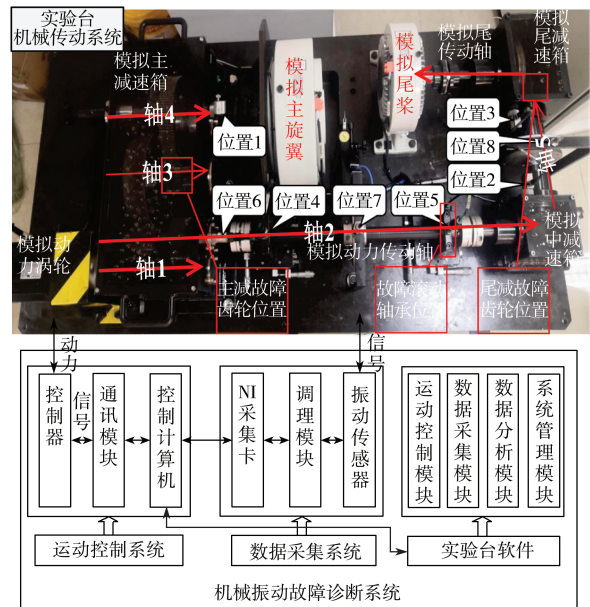 实验台
机械传动系统
模拟主
减速箱
模拟主旋翼
模拟尾桨
模拟尾
传动轴
模拟尾
减速箱
轴4
位置1
位置3
轴3
位置8
轴5
位置2
位置6
位置4
位置7
位置5
轴2
模拟动
力涡轮
模拟动力传动轴
模拟
中减
速箱
轴1
主减故障
齿轮位置
故障滚动
轴承位置
尾减故障
齿轮位置
动力
信号
控制器
信号
通讯模块
控制计算机
NI采集卡
调理模块
振动传感器
运动控制模块
数据采集模块
数据分析模块
系统管理模块
运动控制系统
数据采集系统
实验台软件
机械振动故障诊断系统